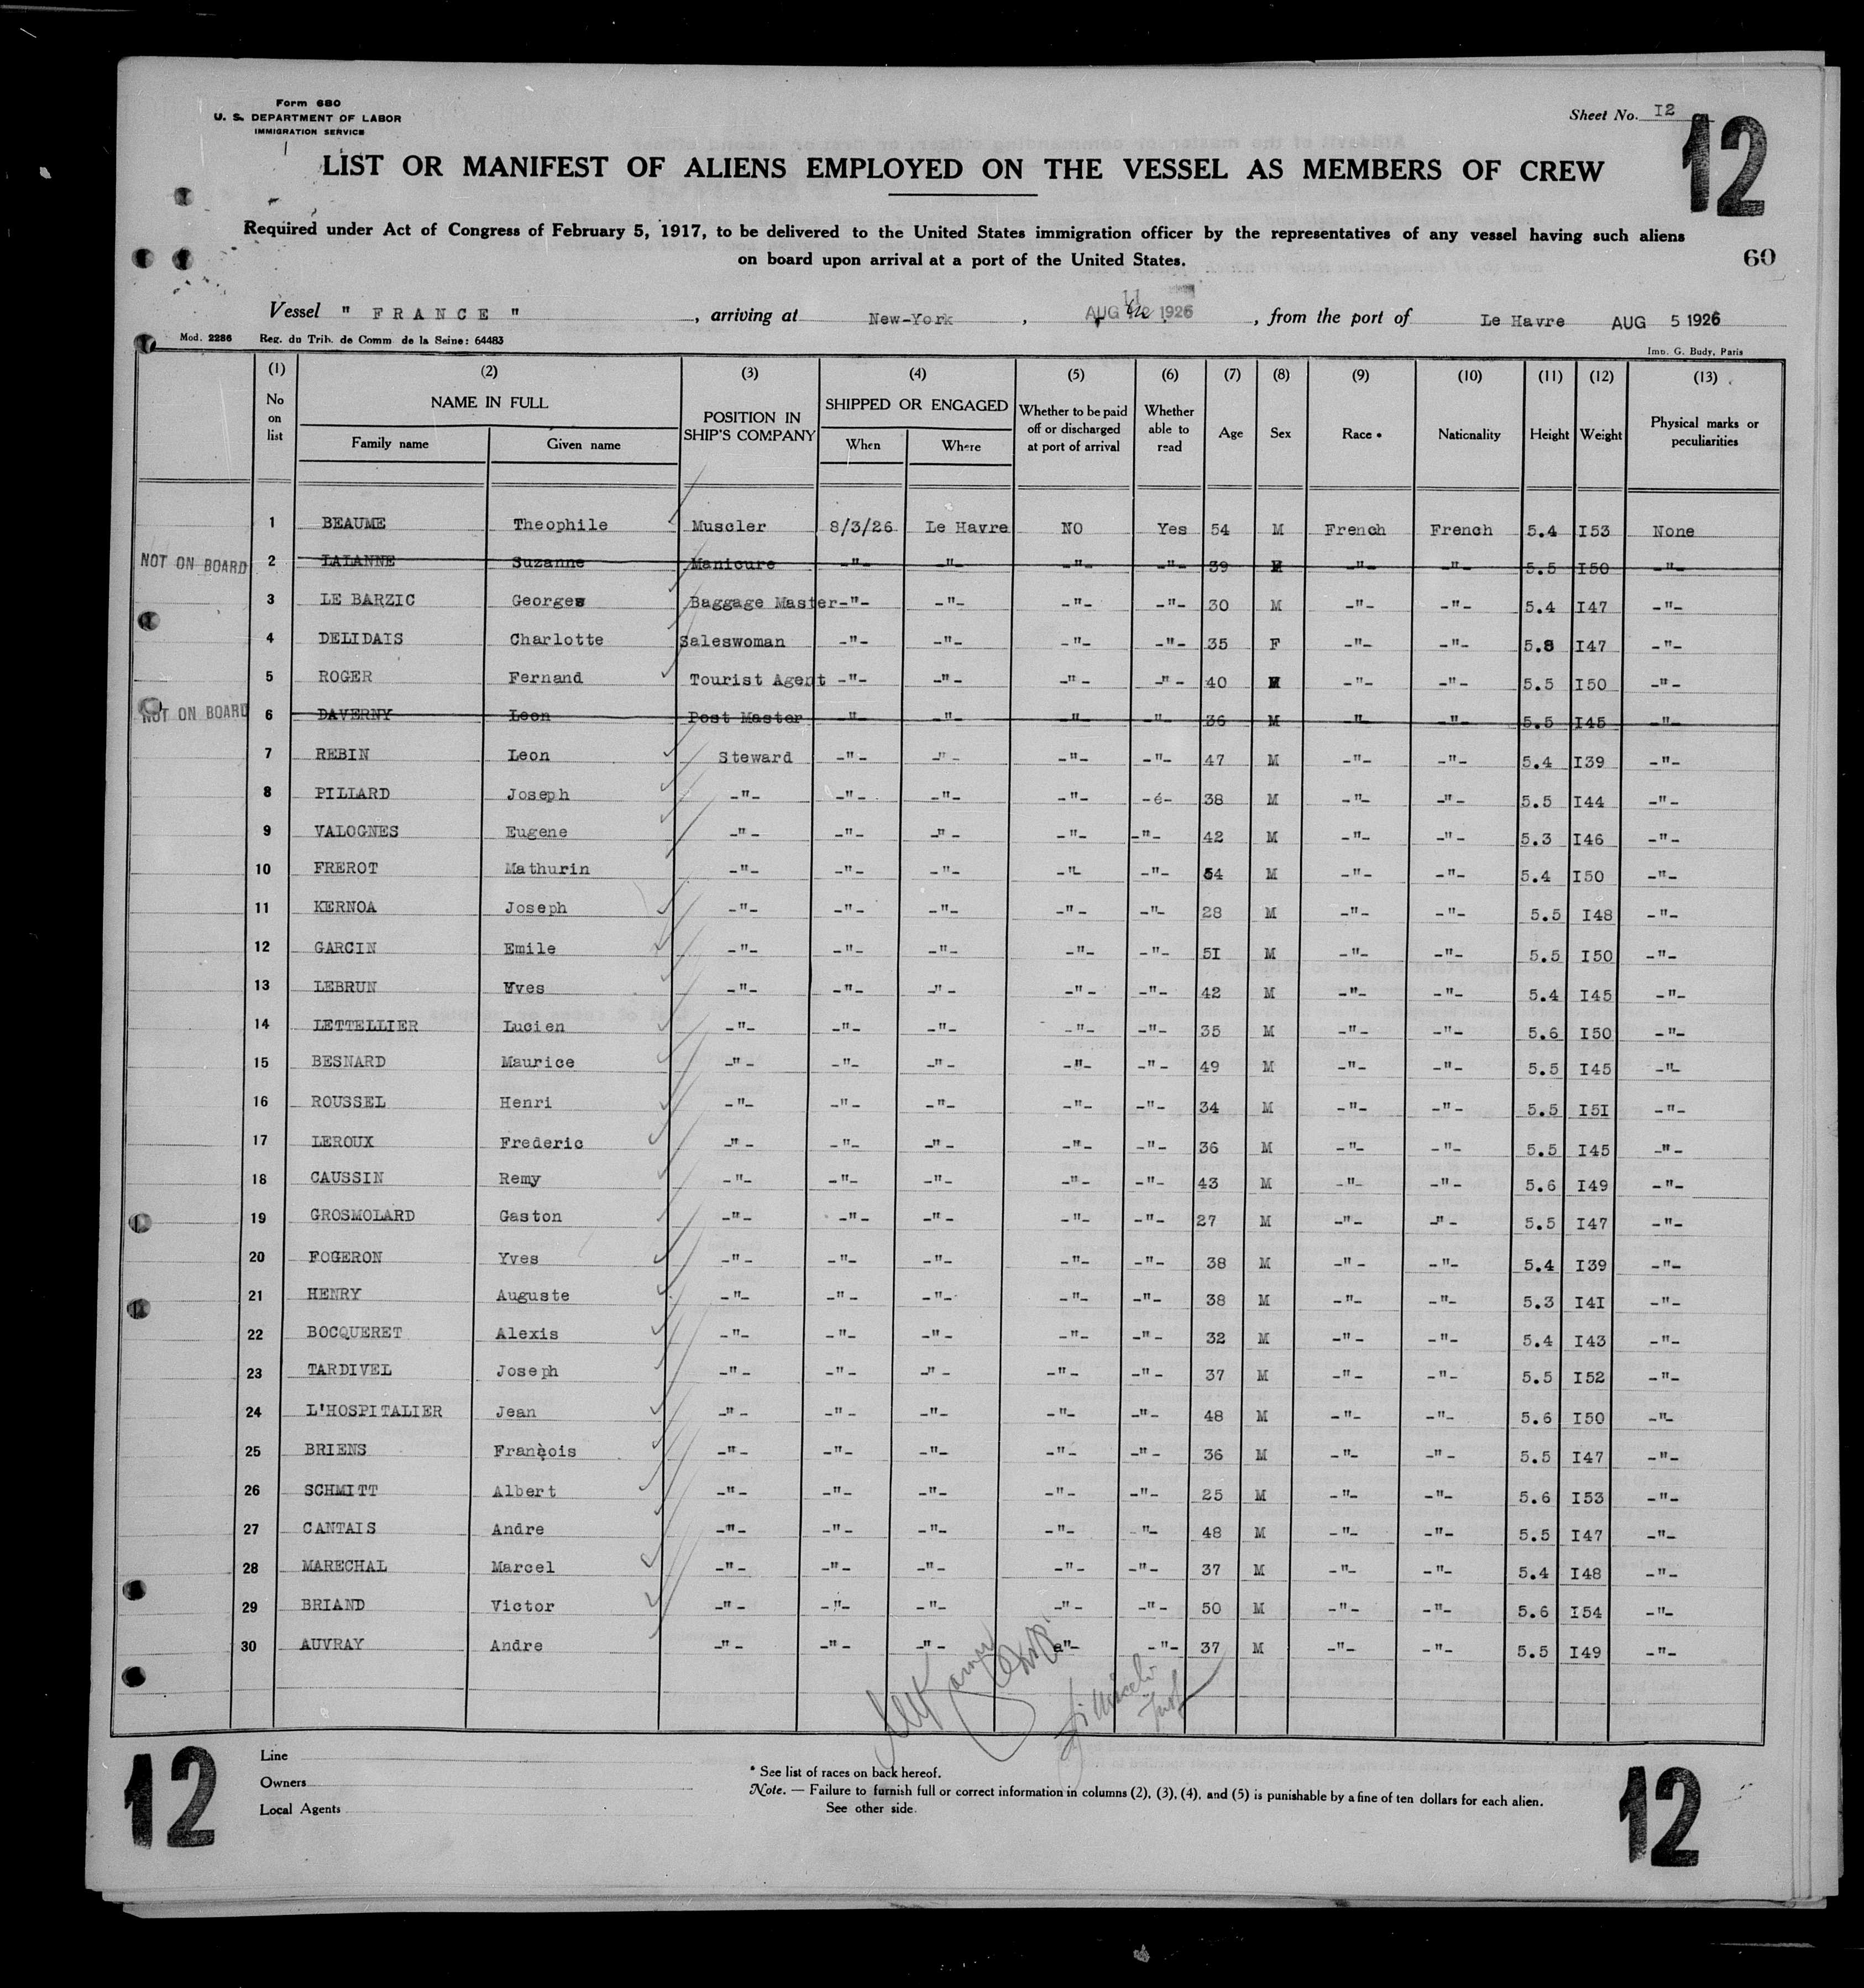 Form 680
U. S. DEPARTMENT OF LABOR
IMMIGRATION SERVICE
Sheet No. I2
12
LIST OR MANIFEST OF ALIENS EMPLOYED ON THE VESSEL AS MEMBERS OF CREW
Required under Act of Congress of February 5, 1917, to be delivered to the United States immigration officer by the representatives of any vessel having such aliens
on board upon arrival at a port of the United States.
60
Vessel " F R A N C E " , arriving at New-York , AUG 11 1926 , from the port of Le Havre AUG 5 1926
Mod. 2286 Reg. du Trib. de Comm. de la Seine: 64483 Imp. G. Budy, Paris
(1) (2) (3) (4) (5) (6) (7) (8) (9) (10) (11) (12) (13)
No on list NAME IN FULL Family name Given name POSITION IN SHIP'S COMPANY SHIPPED OR ENGAGED When Where Whether to be paid off or discharged at port of arrival Whether able to read Age Sex Race * Nationality Height Weight Physical marks or peculiarities
1 BEAUME Theophile Muscler 8/3/26 Le Havre NO Yes 54 M French French 5.4 I53 None
NOT ON BOARD 2 LALANNE Suzanne Manicure -"- -"- -"- -"- 39 -"- -"- 5.5 I50 -"-
3 LE BARZIC Georges Baggage Master -"- -"- -"- -"- 30 M -"- -"- 5.4 I47 -"-
4 DELIDAIS Charlotte Saleswoman -"- -"- -"- -"- 35 F -"- -"- 5.8 I47 -"-
5 ROGER Fernand Tourist Agent -"- -"- -"- -"- 40 M -"- -"- 5.5 I50 -"-
NOT ON BOARD 6 DAVERNY Leon Post Master -"- -"- -"- -"- 36 M -"- -"- 5.5 I45 -"-
7 REBIN Leon Steward -"- -"- -"- -"- 47 M -"- -"- 5.4 I39 -"-
8 PILLARD Joseph -"- -"- -"- -"- -é- 38 M -"- -"- 5.5 I44 -"-
9 VALOGNES Eugene -"- -"- -"- -"- -"- 42 M -"- -"- 5.3 I46 -"-
10 FREROT Mathurin -"- -"- -"- -"- -"- 54 M -"- -"- 5.4 I50 -"-
11 KERNOA Joseph -"- -"- -"- -"- -"- 28 M -"- -"- 5.5 I48 -"-
12 GARCIN Emile -"- -"- -"- -"- -"- 5I M -"- -"- 5.5 I50 -"-
13 LEBRUN Yves -"- -"- -"- -"- -"- 42 M -"- -"- 5.4 I45 -"-
14 LETTELLIER Lucien -"- -"- -"- -"- -"- 35 M -"- -"- 5.6 I50 -"-
15 BESNARD Maurice -"- -"- -"- -"- -"- 49 M -"- -"- 5.5 I45 -"-
16 ROUSSEL Henri -"- -"- -"- -"- -"- 34 M -"- -"- 5.5 I5I -"-
17 LEROUX Frederic -"- -"- -"- -"- -"- 36 M -"- -"- 5.5 I45 -"-
18 CAUSSIN Remy -"- -"- -"- -"- -"- 43 M -"- -"- 5.6 I49 -"-
19 GROSMOLARD Gaston -"- -"- -"- -"- -"- 27 M -"- -"- 5.5 I47 -"-
20 FOGERON Yves -"- -"- -"- -"- -"- 38 M -"- -"- 5.4 I39 -"-
21 HENRY Auguste -"- -"- -"- -"- -"- 38 M -"- -"- 5.3 I4I -"-
22 BOCQUERET Alexis -"- -"- -"- -"- -"- 32 M -"- -"- 5.4 I43 -"-
23 TARDIVEL Joseph -"- -"- -"- -"- -"- 37 M -"- -"- 5.5 I52 -"-
24 L'HOSPITALIER Jean -"- -"- -"- -"- -"- 48 M -"- -"- 5.6 I50 -"-
25 BRIENS François -"- -"- -"- -"- -"- 36 M -"- -"- 5.5 I47 -"-
26 SCHMITT Albert -"- -"- -"- -"- -"- 25 M -"- -"- 5.6 I53 -"-
27 CANTAIS Andre -"- -"- -"- -"- -"- 48 M -"- -"- 5.5 I47 -"-
28 MARECHAL Marcel -"- -"- -"- -"- -"- 37 M -"- -"- 5.4 I48 -"-
29 BRIAND Victor -"- -"- -"- -"- -"- 50 M -"- -"- 5.6 I54 -"-
30 AUVRAY Andre -"- -"- -"- a"- -"- 37 M -"- -"- 5.5 I49 -"-
12
Line
Owners
Local Agents
* See list of races on back hereof.
Note. — Failure to furnish full or correct information in columns (2), (3), (4), and (5) is punishable by a fine of ten dollars for each alien.
See other side.
12